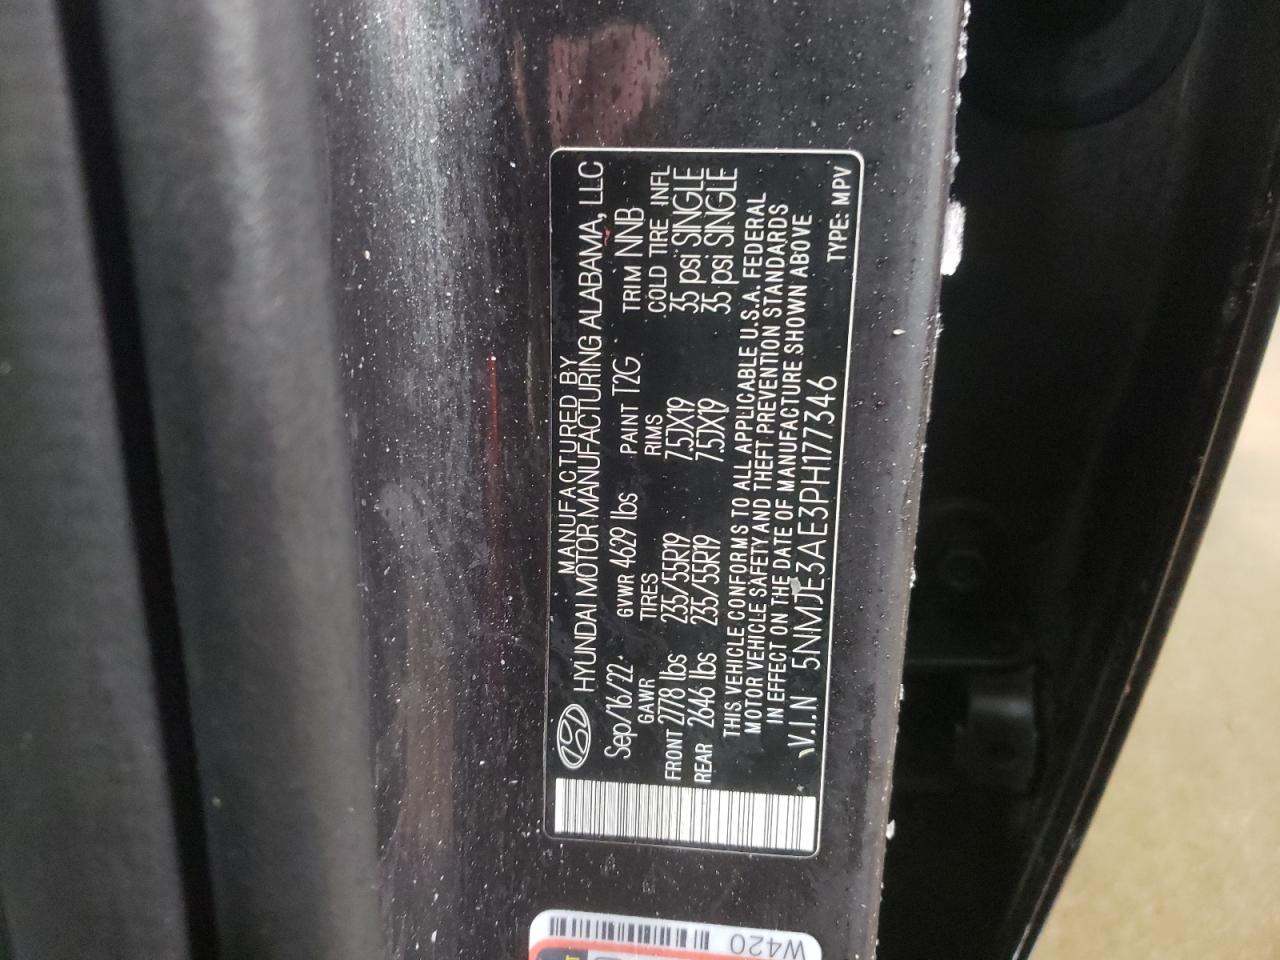 MANUFACTURED BY
HYUNDAI MOTOR MANUFACTURING ALABAMA, LLC
Sep/16/22 GVWR 4629 lbs PAINT T2G TRIM NNB
GAWR TIRES RIMS COLD TIRE INFL
FRONT 2778 lbs 235/55R19 7.5JX19 35 psi SINGLE
REAR 2646 lbs 235/55R19 7.5JX19 35 psi SINGLE
THIS VEHICLE CONFORMS TO ALL APPLICABLE U.S.A. FEDERAL
MOTOR VEHICLE SAFETY AND THEFT PREVENTION STANDARDS
IN EFFECT ON THE DATE OF MANUFACTURE SHOWN ABOVE
V.I.N 5NMJE3AE3PH177346 TYPE: MPV
W420